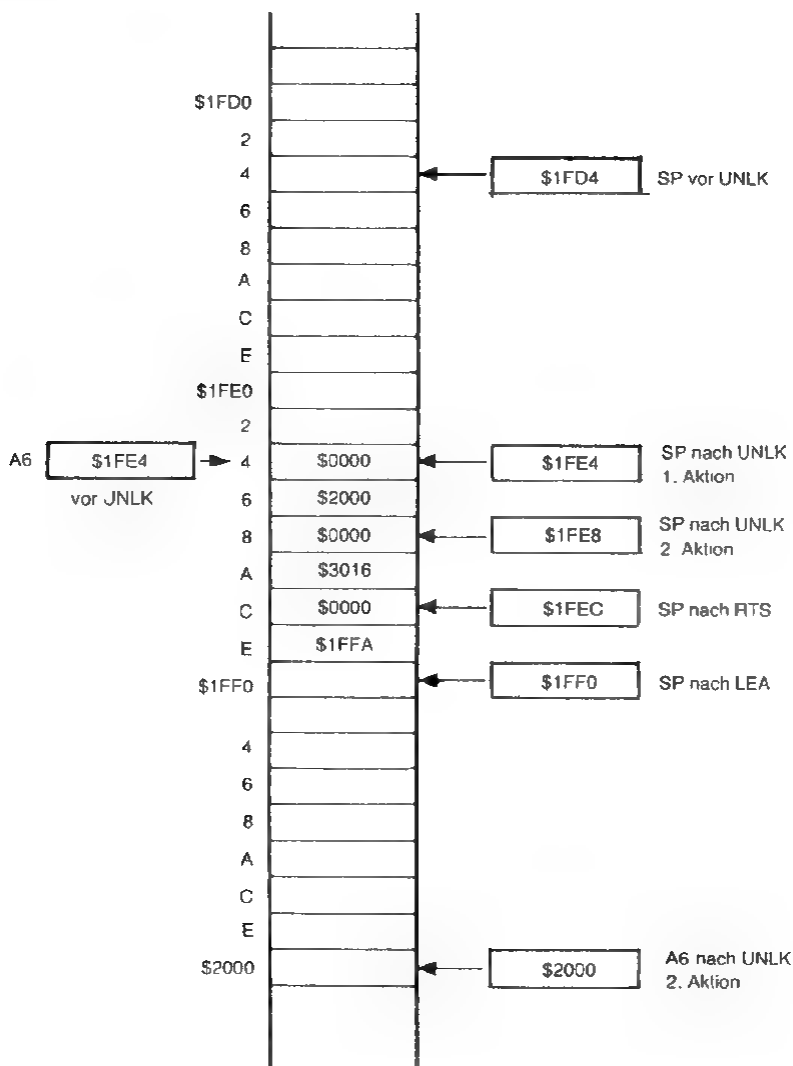 $1FD0
2
4 $1FD4 SP vor UNLK
6
8
A
C
E
$1FE0
2
A6 $1FE4 4 $0000 $1FE4 SP nach UNLK
1. Aktion
vor UNLK 6 $2000
8 $0000 $1FE8 SP nach UNLK
2 Aktion
A $3016
C $0000 $1FEC SP nach RTS
E $1FFA
$1FF0 $1FF0 SP nach LEA
4
6
8
A
C
E
$2000 $2000 A6 nach UNLK
2. Aktion